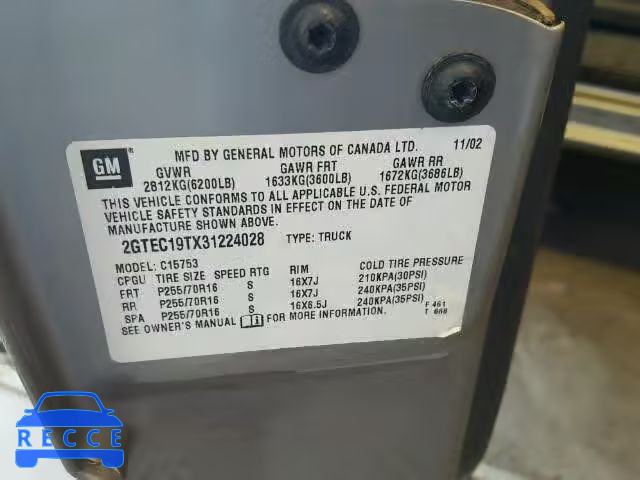 GM
MFD BY GENERAL MOTORS OF CANADA LTD. 11/02
GVWR GAWR FRT GAWR RR
2812KG(6200LB) 1633KG(3600LB) 1672KG(3686LB)
THIS VEHICLE CONFORMS TO ALL APPLICABLE U.S. FEDERAL MOTOR
VEHICLE SAFETY STANDARDS IN EFFECT ON THE DATE OF
MANUFACTURE SHOWN ABOVE.
2GTEC19TX31224028 TYPE: TRUCK
MODEL: C15753
CPGU TIRE SIZE SPEED RTG RIM COLD TIRE PRESSURE
FRT P255/70R16 S 16X7J 210KPA(30PSI)
RR P255/70R16 S 16X7J 240KPA(35PSI)
SPA P255/70R16 S 16X6.5J 240KPA(35PSI)
SEE OWNER'S MANUAL FOR MORE INFORMATION.
F 461
T 668
RECCE